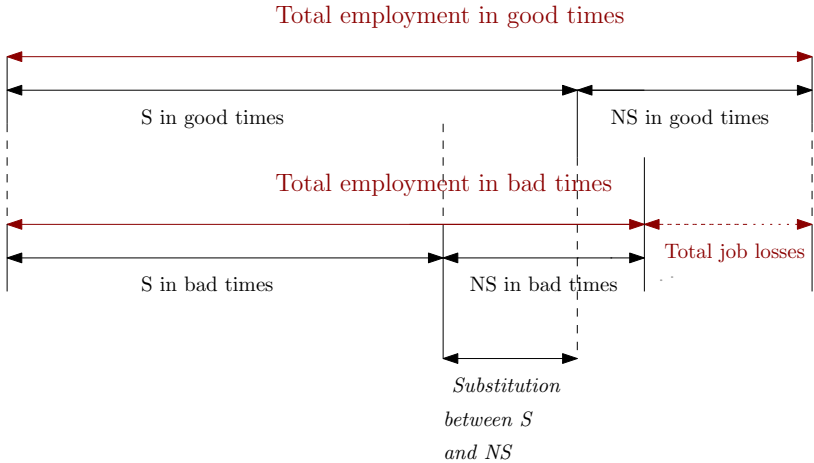 Total employment in good times
S in good times
NS in good times
Total employment in bad times
Total job losses
S in bad times
NS in bad times
Substitution
between S
and NS